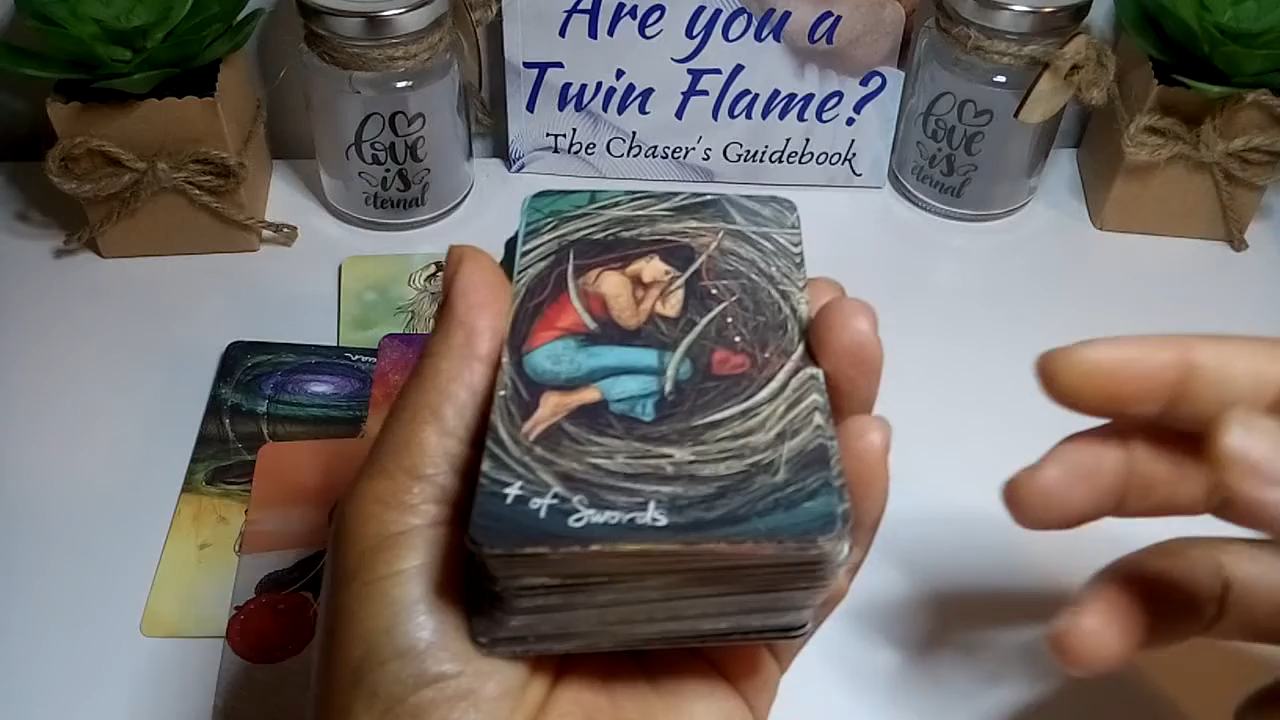 Are you a
Twin Flame?
The Chaser's Guidebook
love
is
eternal
love
is
eternal
4 of Swords